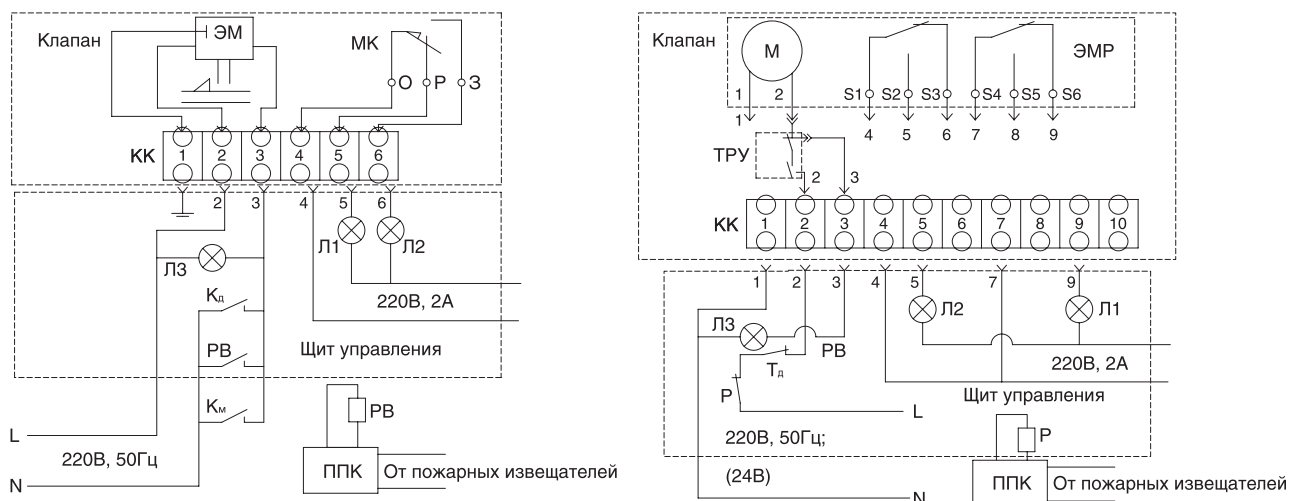 Клапан
ЭМ
МК
О Р З
КК
1 2 3 4 5 6
2 3 4 5 6
Л1 Л2
Л3
220В, 2А
Кд
РВ
Щит управления
Км
РВ
L
220В, 50Гц
ППК
От пожарных извещателей
N
Клапан
М
ЭМР
1 2
S1 S2 S3 S4 S5 S6
1
4 5 6 7 8 9
ТРУ
2 3
КК
1 2 3 4 5 6 7 8 9 10
1 2 3 4 5 7 9
Л2
Л1
Л3
РВ
Тд
220В, 2А
Р
Щит управления
L
220В, 50Гц;
Р
(24В)
ППК
От пожарных извещателей
N